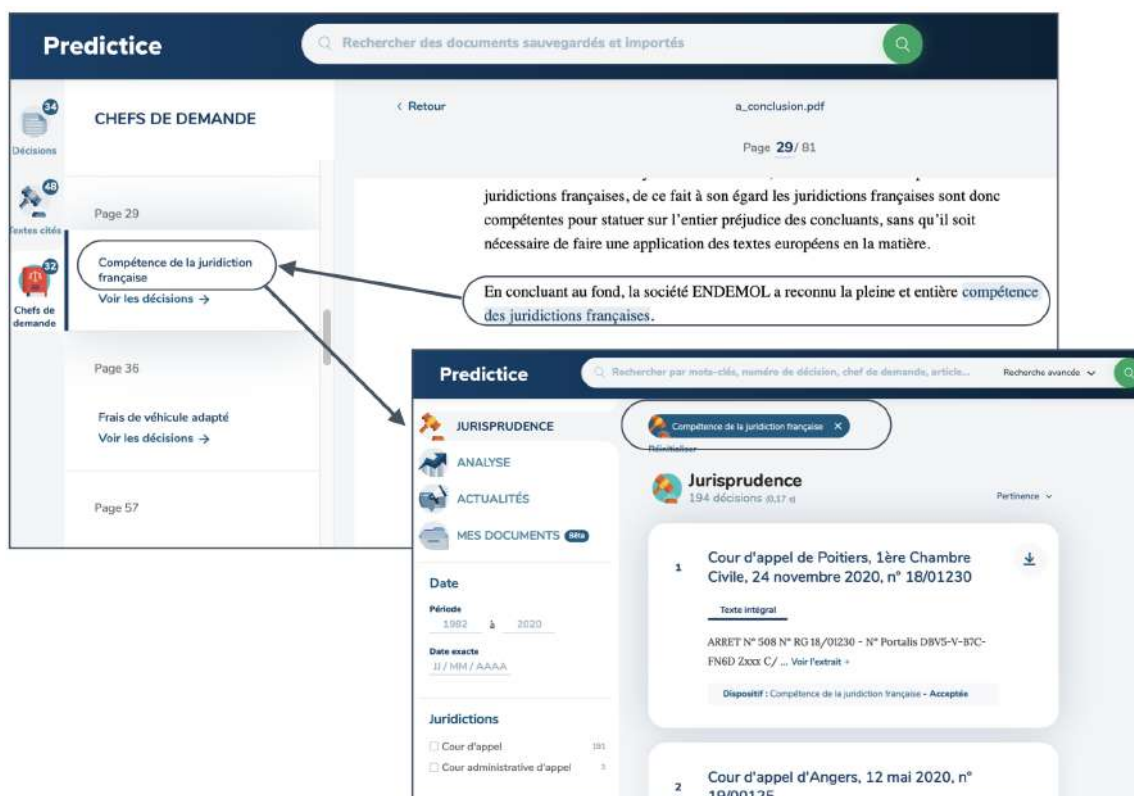 Predictice
Rechercher des documents sauvegardés et importés
34
Décisions
48
Textes cités
32
Chefs de
demande
CHEFS DE DEMANDE
Page 29
Compétence de la juridiction
française
Voir les décisions →
Page 36
Frais de véhicule adapté
Voir les décisions →
Page 57
< Retour
a_conclusion.pdf
Page 29/ 81
juridictions françaises, de ce fait à son égard les juridictions françaises sont donc
compétentes pour statuer sur l'entier préjudice des concluants, sans qu'il soit
nécessaire de faire une application des textes européens en la matière.
En concluant au fond, la société ENDEMOL a reconnu la pleine et entière compétence
des juridictions françaises.
Predictice
Rechercher par mots-clés, numéro de décision, chef de demande, article...
Recherche avancée
JURISPRUDENCE
ANALYSE
ACTUALITÉS
MES DOCUMENTS Bêta
Date
Période
1982 à 2020
Date exacte
JJ / MM / AAAA
Juridictions
Cour d'appel 191
Cour administrative d'appel 3
Compétence de la juridiction française ×
Réinitialiser
Jurisprudence
194 décisions (0,17 s)
Pertinence
1
Cour d'appel de Poitiers, 1ère Chambre
Civile, 24 novembre 2020, n° 18/01230
Texte intégral
ARRET N° 508 N° RG 18/01230 - N° Portalis DBV5-V-B7C-
FN6D Zxxx C/ ... Voir l'extrait +
Dispositif : Compétence de la juridiction française - Acceptée
2
Cour d'appel d'Angers, 12 mai 2020, n°
19/00125